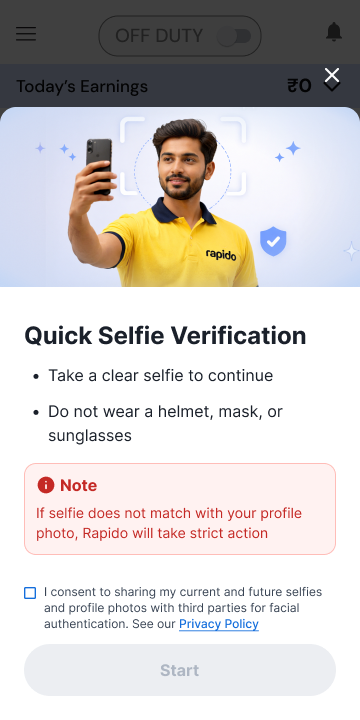 OFF DUTY
Today's Earnings
₹0
rapido
Quick Selfie Verification
• Take a clear selfie to continue
• Do not wear a helmet, mask, or
sunglasses
Note
If selfie does not match with your profile
photo, Rapido will take strict action
I consent to sharing my current and future selfies
and profile photos with third parties for facial
authentication. See our Privacy Policy
Start